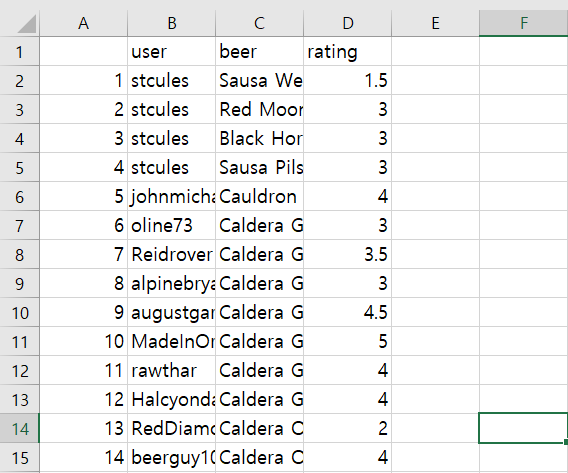 A B C D E F
1 user beer rating
2 1 stcules Sausa We 1.5
3 2 stcules Red Moor 3
4 3 stcules Black Hor 3
5 4 stcules Sausa Pils 3
6 5 johnmicha Cauldron 4
7 6 oline73 Caldera G 3
8 7 Reidrover Caldera G 3.5
9 8 alpinebrya Caldera G 3
10 9 augustgar Caldera G 4.5
11 10 MadeInOr Caldera G 5
12 11 rawthar Caldera G 4
13 12 Halcyonda Caldera G 4
14 13 RedDiamo Caldera O 2
15 14 beerguy10 Caldera O 4